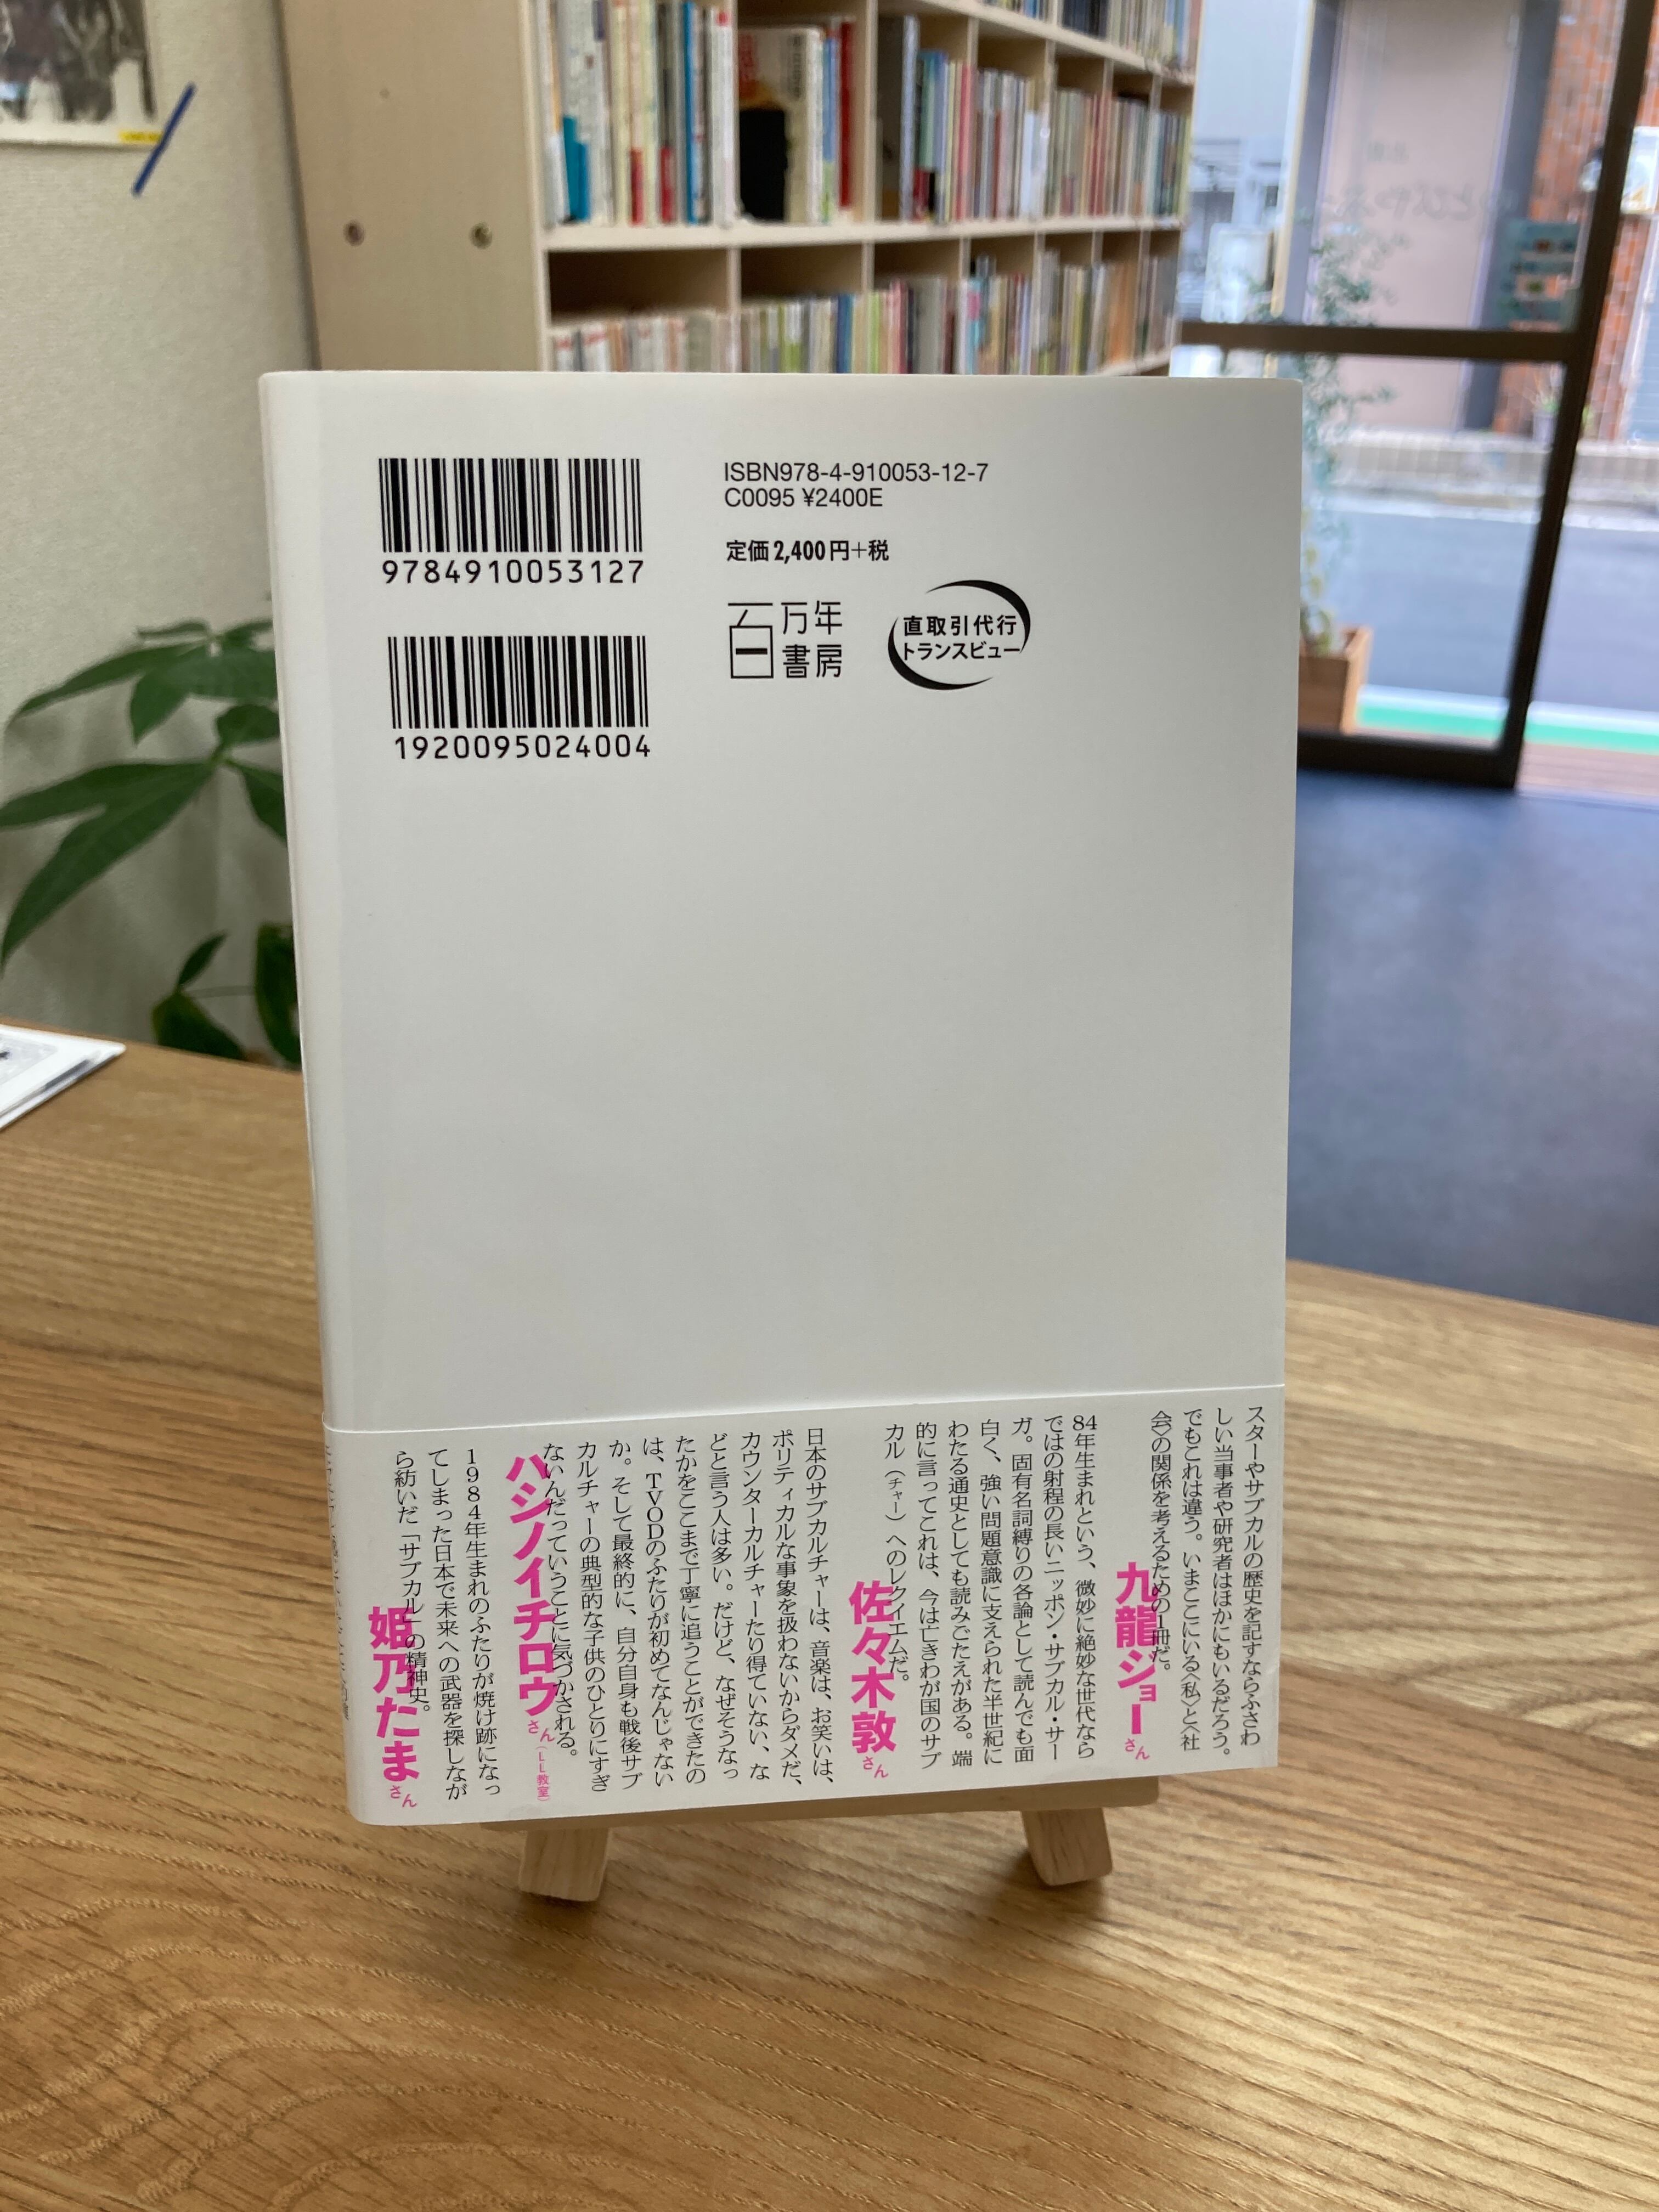 9784910053127
1920095024004
ISBN978-4-910053-12-7
C0095 ¥2400E
定価2,400円+税
百万年
書房
直取引代行
トランスビュー
スターやサブカルの歴史を記すならふさわ
しい当事者や研究者はほかにもいるだろう。
でもこれは違う。いまここにいる〈私〉と〈社
会〉の関係を考えるための1冊だ。
九龍ジョーさん
84年生まれという、微妙に絶妙な世代なら
ではの射程の長いニッポン・サブカル・サー
ガ。固有名詞縛りの各論として読んでも面
白く、強い問題意識に支えられた半世紀に
わたる通史としても読みごたえがある。端
的に言ってこれは、今は亡きわが国のサブ
カル（チャー）へのレクイエムだ。
佐々木敦さん
日本のサブカルチャーは、音楽は、お笑いは、
ポリティカルな事象を扱わないからダメだ、
カウンターカルチャーたり得ていない、な
どと言う人は多い。だけど、なぜそうなっ
たかをここまで丁寧に追うことができたの
は、TVODのふたりが初めてなんじゃない
か。そして最終的に、自分自身も戦後サブ
カルチャーの典型的な子供のひとりにすぎ
ないんだっていうことに気づかされる。
ハシノイチロウさん（LL教室）
1984年生まれのふたりが焼け跡になっ
てしまった日本で未来への武器を探しなが
ら紡いだ「サブカル」の精神史。
姫乃たまさん